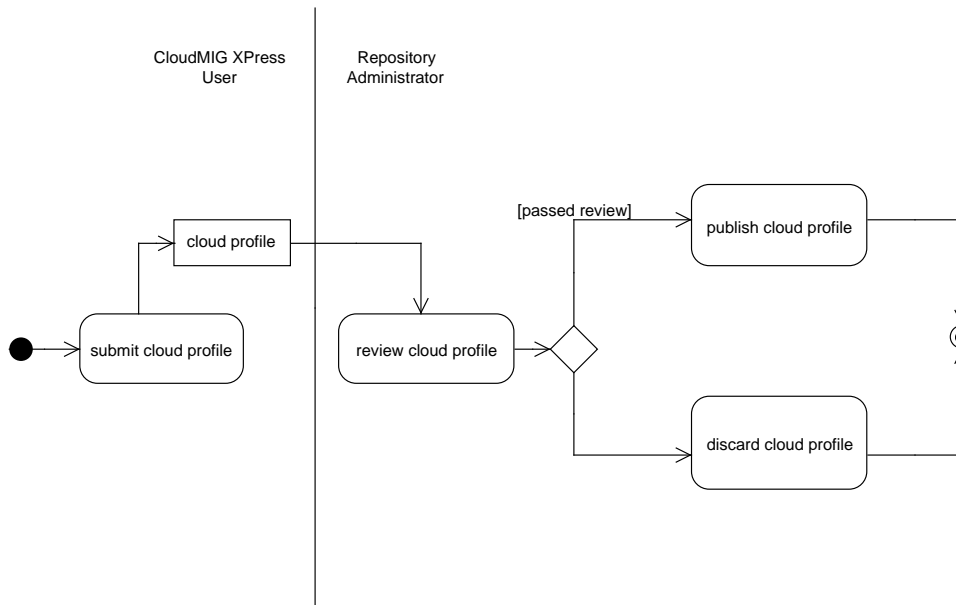 CloudMIG XPress
User
Repository
Administrator
[passed review]
publish cloud profile
cloud profile
submit cloud profile
review cloud profile
discard cloud profile